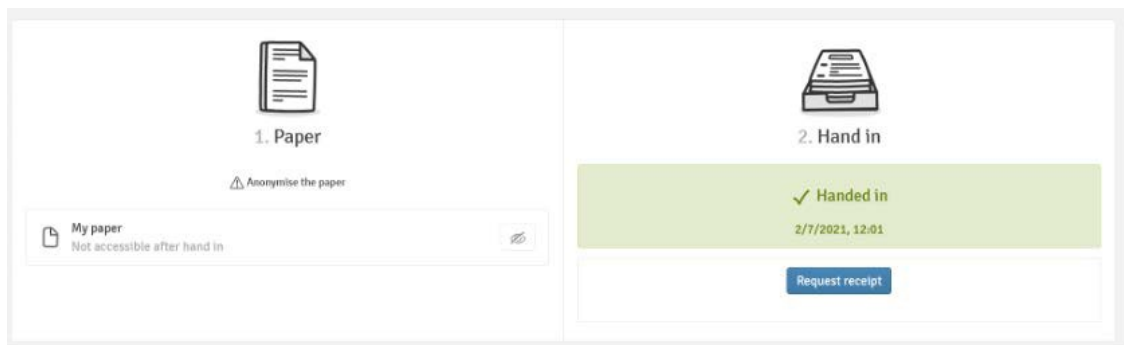 1. Paper
Anonymise the paper
My paper
Not accessible after hand in
2. Hand in
Handed in
2/7/2021, 12:01
Request receipt